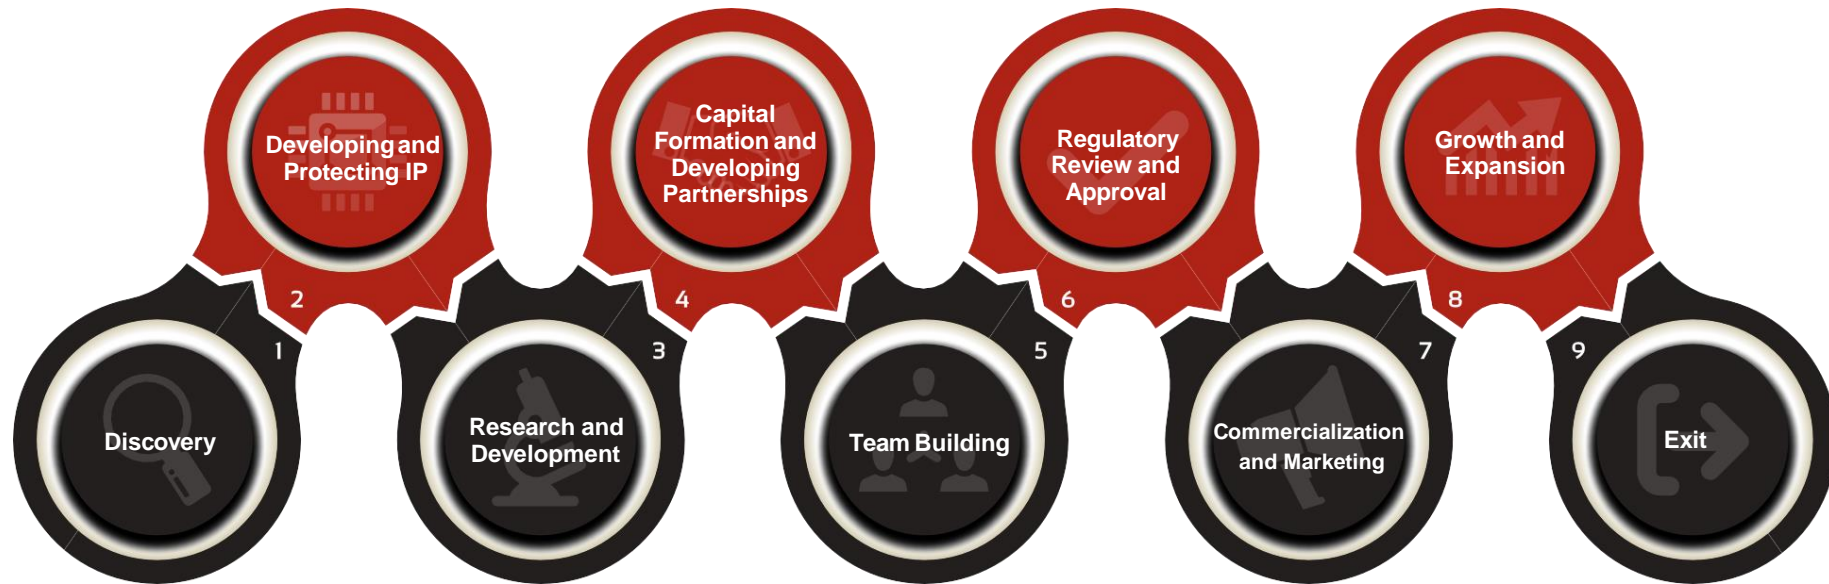 Discovery
1
Developing and
Protecting IP
2
Research and
Development
3
Capital
Formation and
Developing
Partnerships
4
Team Building
5
Regulatory
Review and
Approval
6
Commercialization
and Marketing
7
Growth and
Expansion
8
Exit
9